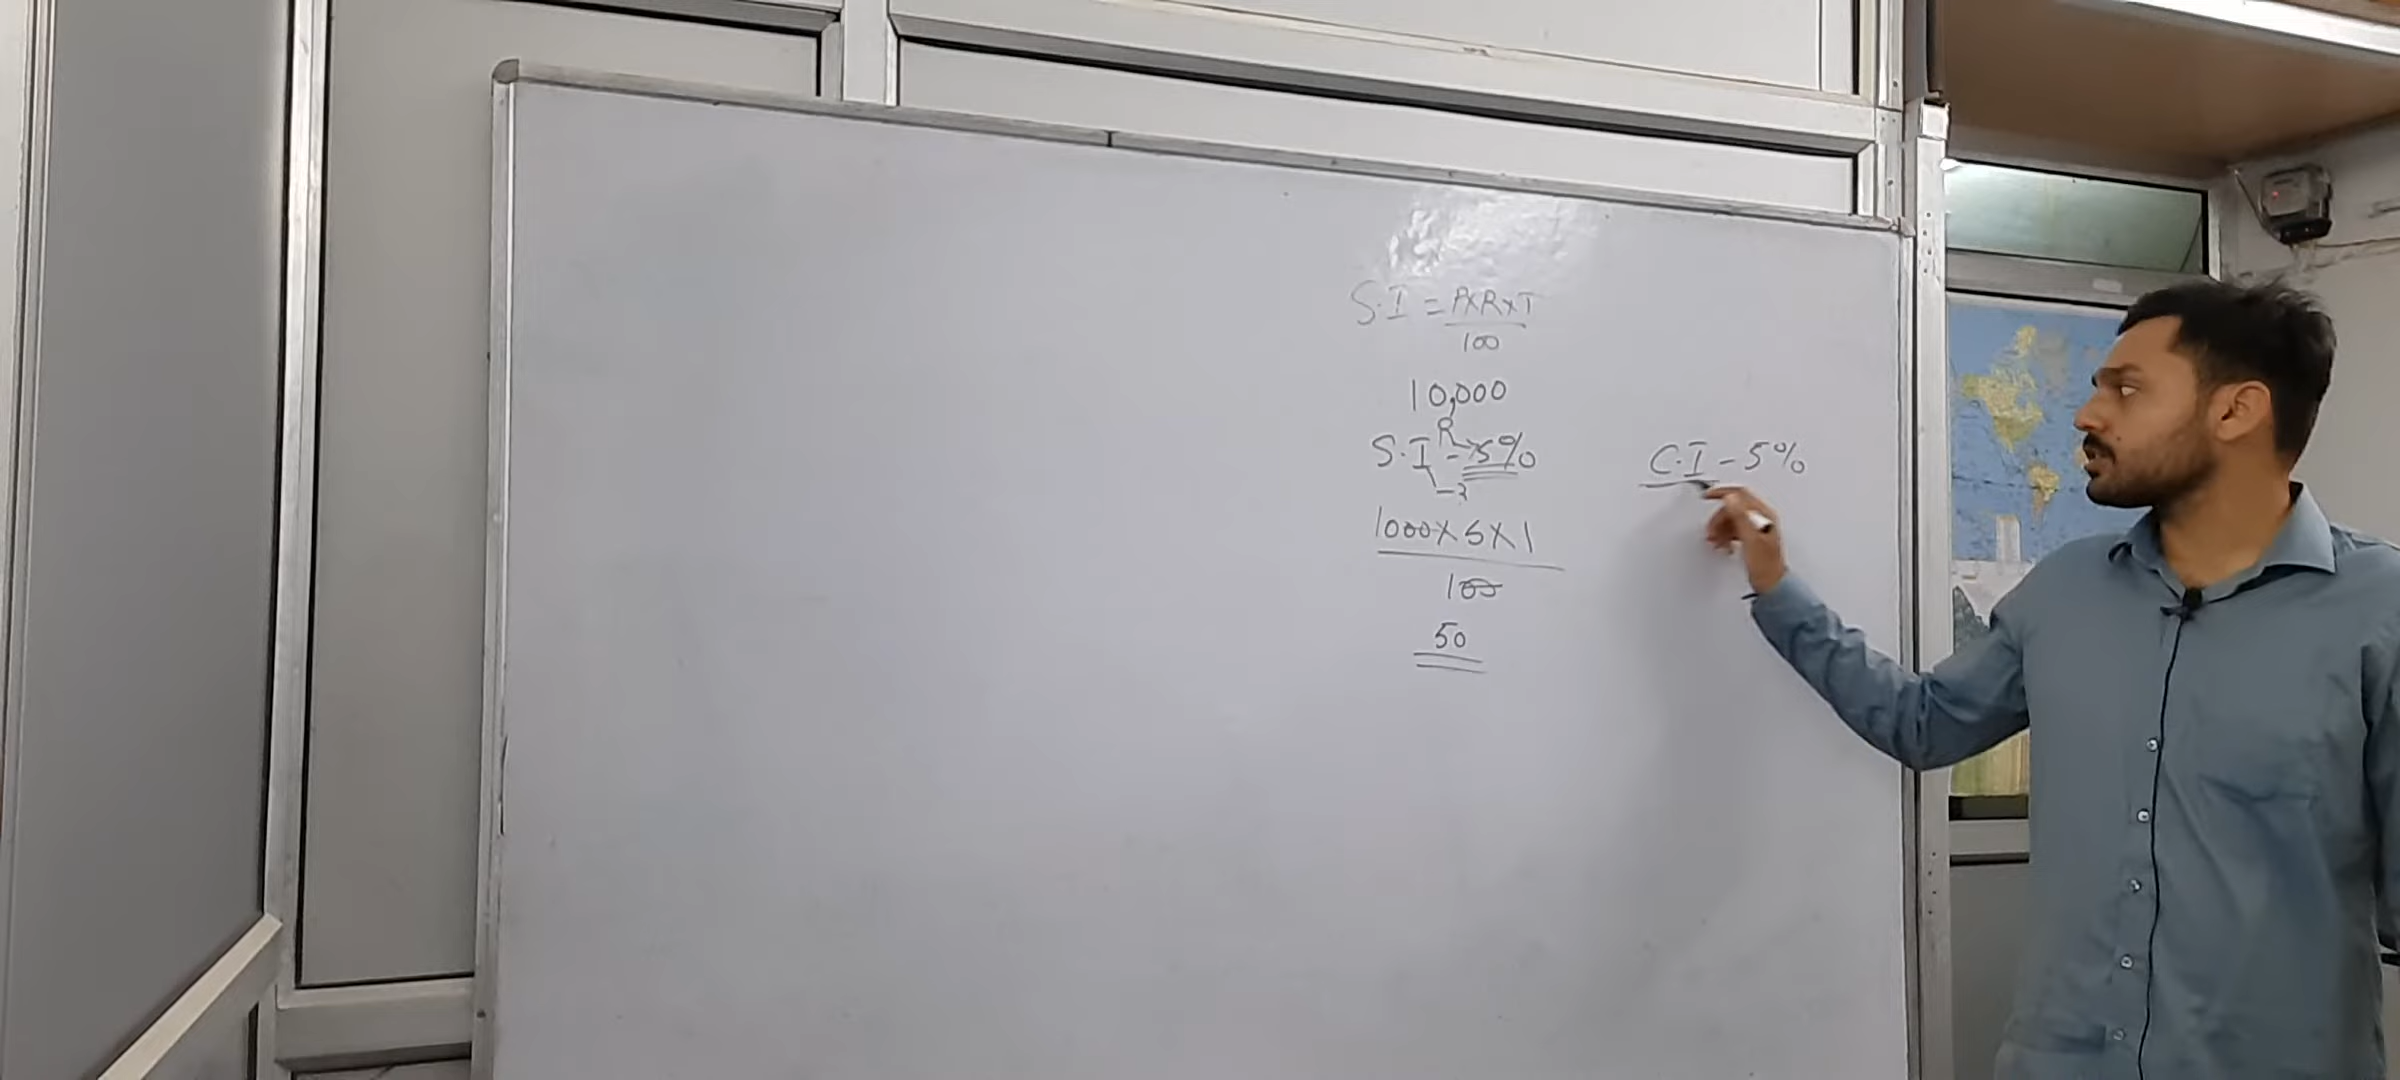 S.I = P×R×T
100
10,000
R
S.I - 5%
C.I - 5%
1000×5×1
100
50